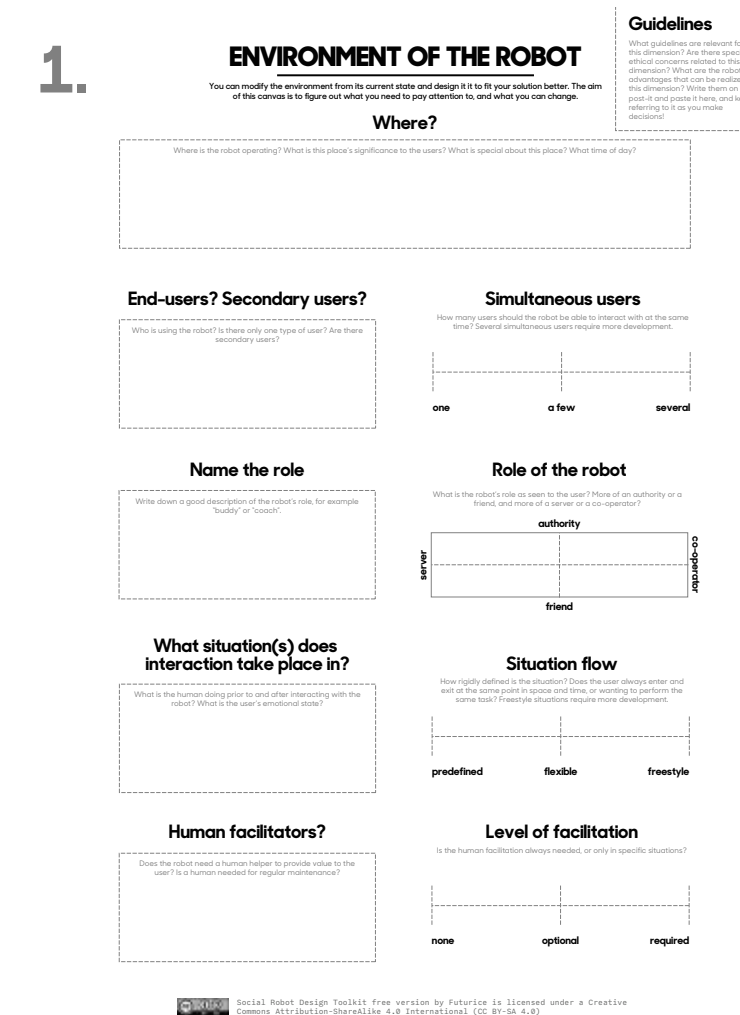 1.
ENVIRONMENT OF THE ROBOT
You can modify the environment from its current state and design it it to fit your solution better. The aim
of this canvas is to figure out what you need to pay attention to, and what you can change.
Guidelines
What guidelines are relevant
this dimension? Are there
ethical concerns related to this
dimension? What are the
advantages that can be
this dimension? Write them on
post-it and paste it here, and
referring to it as you make
decisions!
Where?
Where is the robot operating? What is this place's significance to the users? What is special about this place? What time of day?
End-users? Secondary users?
Who is using the robot? Is there only one type of user? Are there
secondary users?
Simultaneous users
How many users should the robot be able to interact with at the same
time? Several simultaneous users require more development.
one a few several
Name the role
Write down a good description of the robot's role, for example
"buddy" or "coach".
Role of the robot
What is the robot's role as seen to the user? More of an authority or a
friend, and more of a server or a co-operator?
authority
server
co-operator
friend
What situation(s) does
interaction take place in?
What is the human doing prior to and after interacting with the
robot? What is the user's emotional state?
Situation flow
How rigidly defined is the situation? Does the user always enter and
exit at the same point in space and time, or wanting to perform the
same task? Freestyle situations require more development.
predefined flexible freestyle
Human facilitators?
Does the robot need a human helper to provide value to the
user? Is a human needed for regular maintenance?
Level of facilitation
Is the human facilitation always needed, or only in specific situations?
none optional required
Social Robot Design Toolkit free version by Futurice is licensed under a Creative
Commons Attribution-ShareAlike 4.0 International (CC BY-SA 4.0)